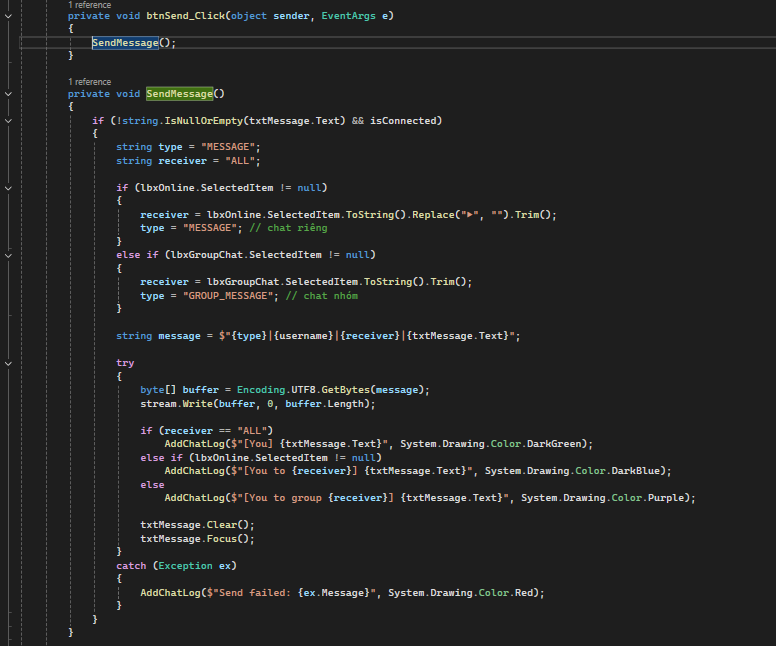 1 reference
private void btnSend_Click(object sender, EventArgs e)
{
SendMessage();
}
1 reference
private void SendMessage()
{
if (!string.IsNullOrEmpty(txtMessage.Text) && isConnected)
{
string type = "MESSAGE";
string receiver = "ALL";
if (lbxOnline.SelectedItem != null)
{
receiver = lbxOnline.SelectedItem.ToString().Replace("►", "").Trim();
type = "MESSAGE"; // chat riêng
}
else if (lbxGroupChat.SelectedItem != null)
{
receiver = lbxGroupChat.SelectedItem.ToString().Trim();
type = "GROUP_MESSAGE"; // chat nhóm
}
string message = $"{type}|{username}|{receiver}|{txtMessage.Text}";
try
{
byte[] buffer = Encoding.UTF8.GetBytes(message);
stream.Write(buffer, 0, buffer.Length);
if (receiver == "ALL")
AddChatLog($"[You] {txtMessage.Text}", System.Drawing.Color.DarkGreen);
else if (lbxOnline.SelectedItem != null)
AddChatLog($"[You to {receiver}] {txtMessage.Text}", System.Drawing.Color.DarkBlue);
else
AddChatLog($"[You to group {receiver}] {txtMessage.Text}", System.Drawing.Color.Purple);
txtMessage.Clear();
txtMessage.Focus();
}
catch (Exception ex)
{
AddChatLog($"Send failed: {ex.Message}", System.Drawing.Color.Red);
}
}
}